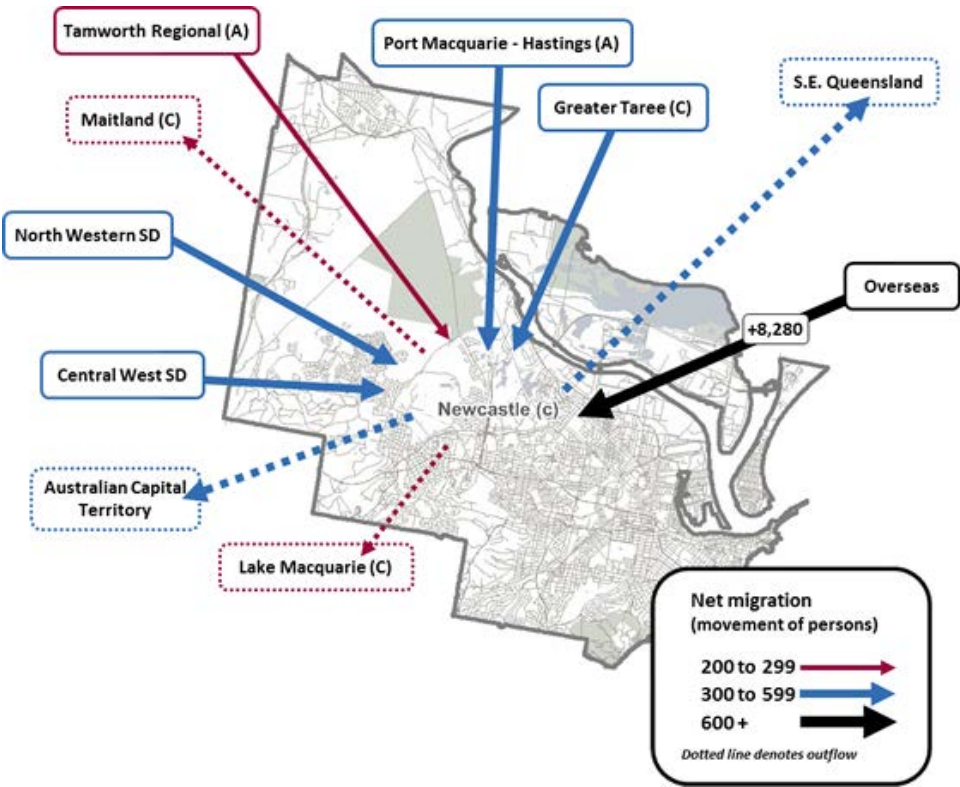 Tamworth Regional (A)
Port Macquarie - Hastings (A)
S.E. Queensland
Maitland (C)
Greater Taree (C)
North Western SD
Overseas
+8,280
Central West SD
Newcastle (c)
Australian Capital
Territory
Lake Macquarie (C)
Net migration
(movement of persons)
200 to 299
300 to 599
600 +
Dotted line denotes outflow